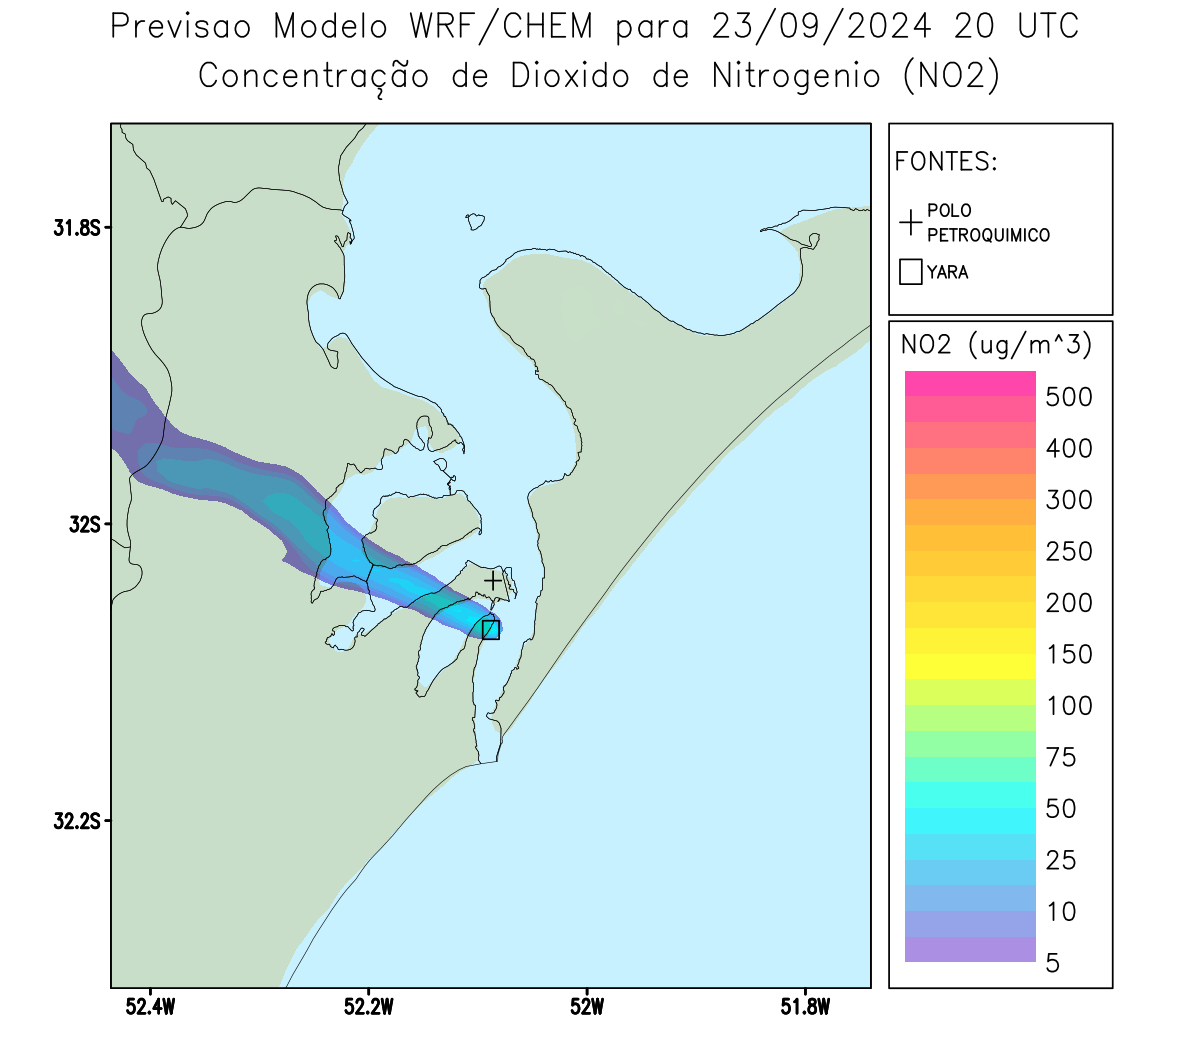 Previsao Modelo WRF/CHEM para 23/09/2024 20 UTC
Concentração de Dioxido de Nitrogenio (NO2)
FONTES:
POLO
PETROQUIMICO
YARA
NO2 (ug/m^3)
500
400
300
250
200
150
100
75
50
25
10
5
31.8S
32S
32.2S
52.4W
52.2W
52W
51.8W